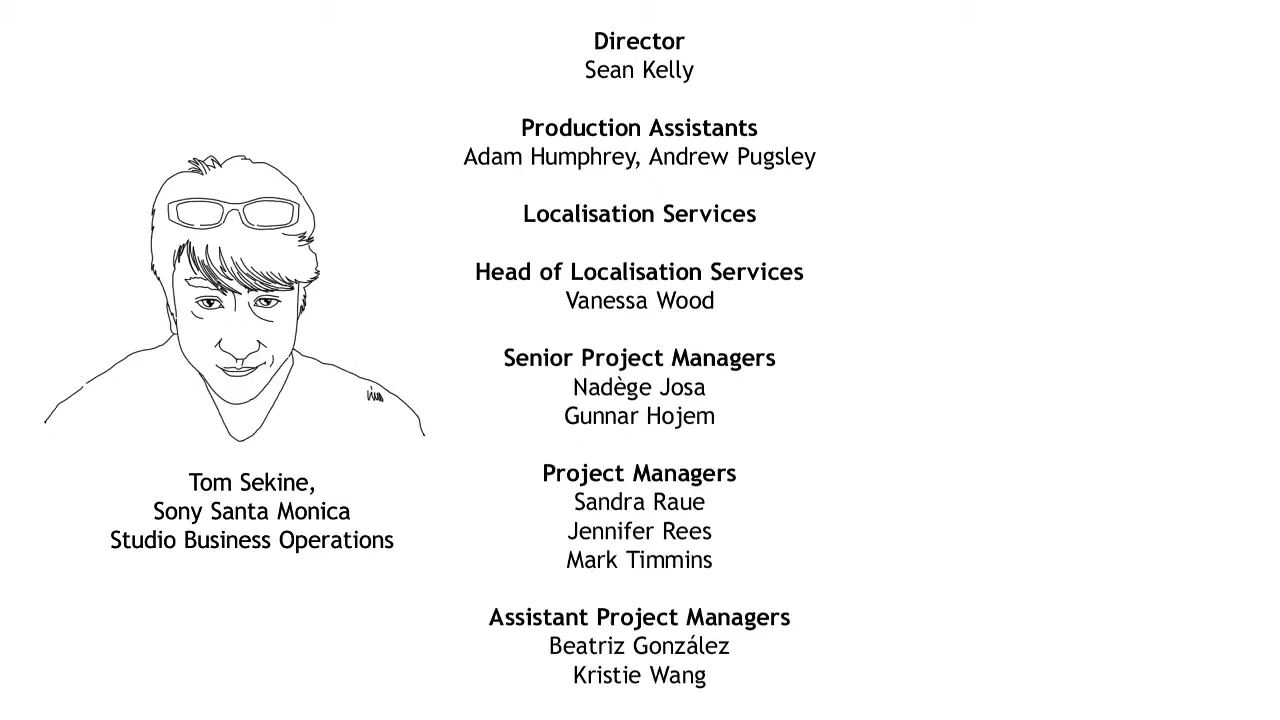 Director
Sean Kelly
Production Assistants
Adam Humphrey, Andrew Pugsley
Localisation Services
Head of Localisation Services
Vanessa Wood
Senior Project Managers
Nadège Josa
Gunnar Hojem
Project Managers
Sandra Raue
Jennifer Rees
Mark Timmins
Assistant Project Managers
Beatriz González
Kristie Wang
Tom Sekine,
Sony Santa Monica
Studio Business Operations